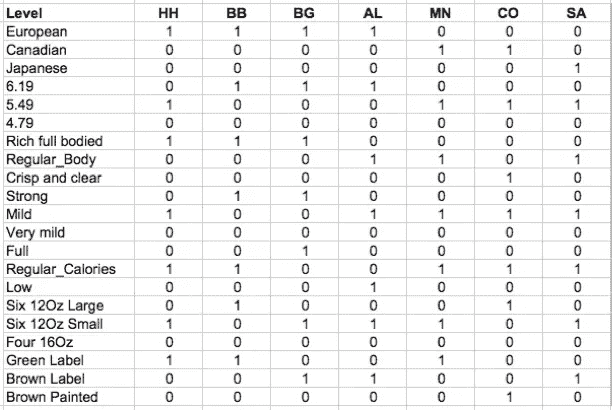 Level HH BB BG AL MN CO SA
European 1 1 1 1 0 0 0
Canadian 0 0 0 0 1 1 0
Japanese 0 0 0 0 0 0 1
6.19 0 1 1 1 0 0 0
5.49 1 0 0 0 1 1 1
4.79 0 0 0 0 0 0 0
Rich full bodied 1 1 1 0 0 0 0
Regular_Body 0 0 0 1 1 0 1
Crisp and clear 0 0 0 0 0 1 0
Strong 0 1 1 0 0 0 0
Mild 1 0 0 1 1 1 1
Very mild 0 0 0 0 0 0 0
Full 0 0 1 0 0 0 0
Regular_Calories 1 1 0 0 1 1 1
Low 0 0 0 1 0 0 0
Six 12Oz Large 0 1 0 0 0 1 0
Six 12Oz Small 1 0 1 1 1 0 1
Four 16Oz 0 0 0 0 0 0 0
Green Label 1 1 0 0 1 0 0
Brown Label 0 0 1 1 0 0 1
Brown Painted 0 0 0 0 0 1 0